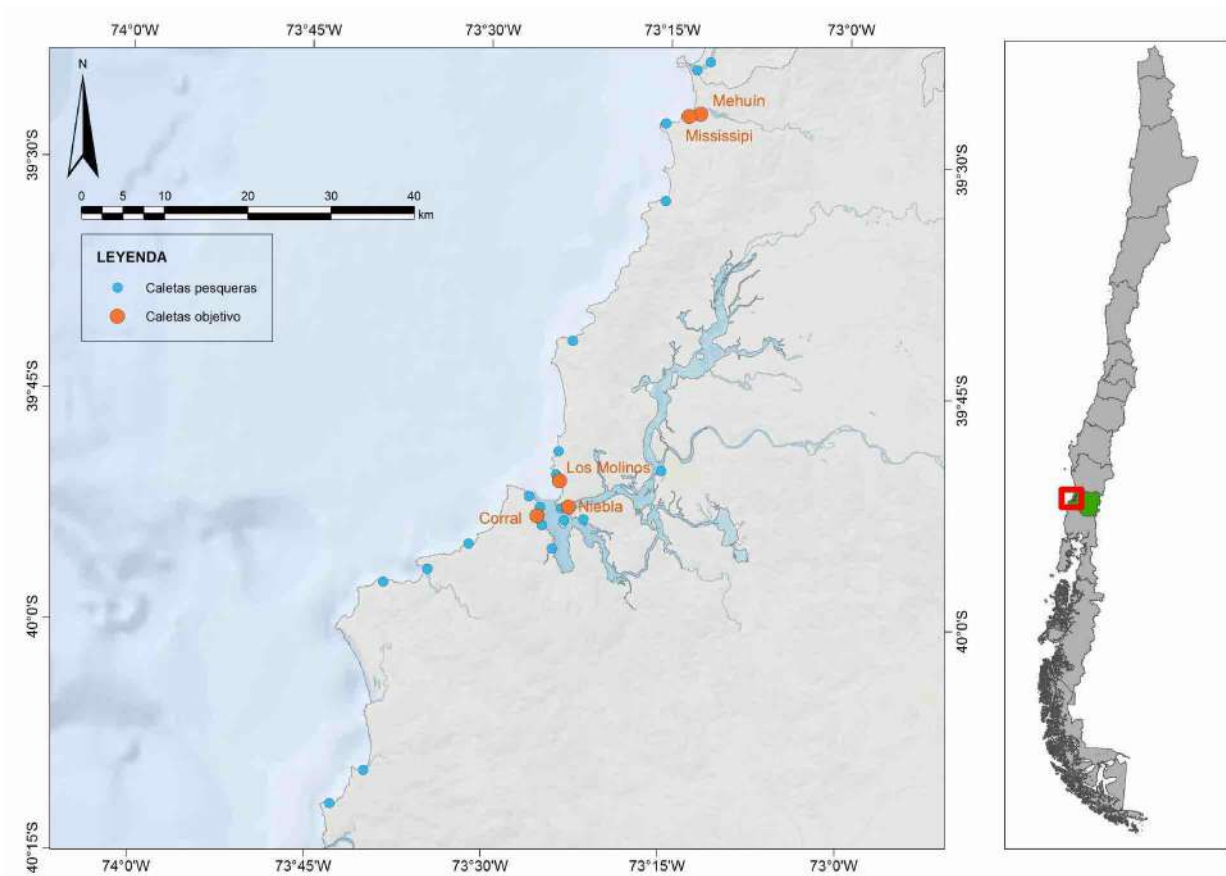 74°0'W 73°45'W 73°30'W 73°15'W 73°0'W
N
Mehuín
Mississipi
39°30'S 39°30'S
0 5 10 20 30 40
km
LEYENDA
Caletas pesqueras
Caletas objetivo
39°45'S 39°45'S
Los Molinos
Niebla
Corral
40°0'S 40°0'S
40°15'S
74°0'W 73°45'W 73°30'W 73°15'W 73°0'W